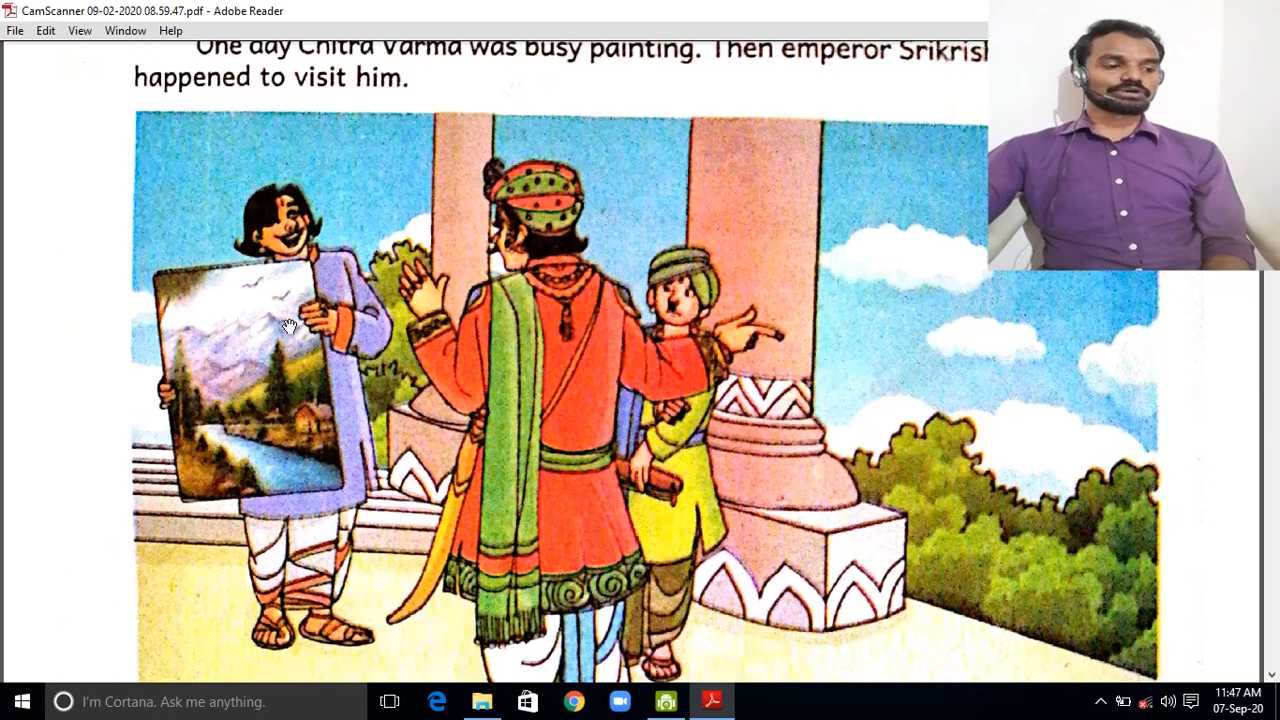 CamScanner 09-02-2020 08.59.47.pdf - Adobe Reader
File Edit View Window Help
One day Chitra Varma was busy painting. Then emperor
happened to visit him.
I'm Cortana. Ask me anything.
11:47 AM
07-Sep-20